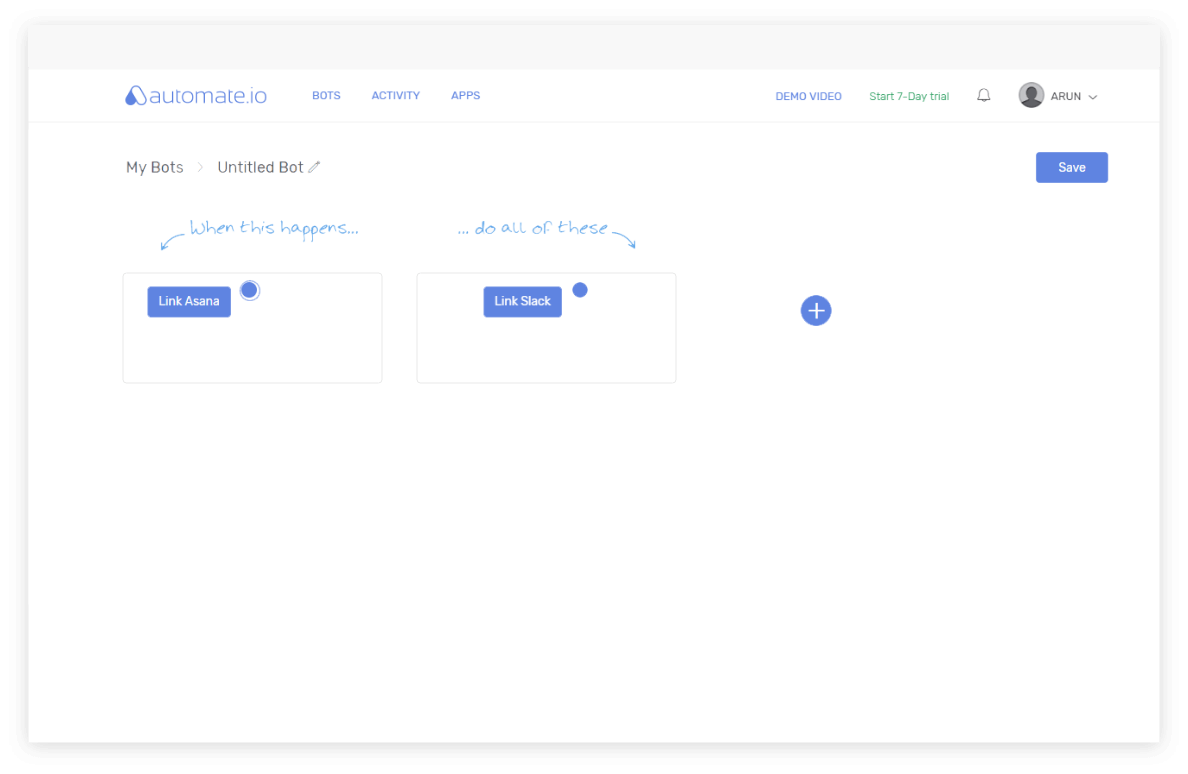 automate.io BOTS ACTIVITY APPS DEMO VIDEO Start 7-Day trial ARUN
My Bots Untitled Bot Save
When this happens... ... do all of these
Link Asana Link Slack